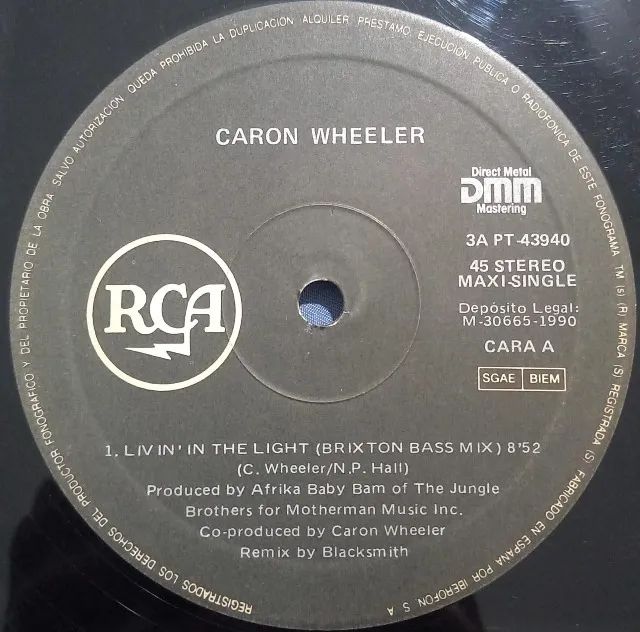 REGISTRADOS LOS DERECHOS DEL PRODUCTOR FONOGRAFICO Y DEL PROPIETARIO DE LA OBRA. SALVO AUTORIZACION QUEDA PROHIBIDA LA DUPLICACION ALQUILER PRESTAMO, EJECUCION PUBLICA O RADIOFONICA DE ESTE FONOGRAMA TM (s) (R) MARCA (S) REGISTRADA (S) FABRICADO EN ESPAÑA POR IBEROFON, S A
CARON WHEELER
Direct Metal
DMM
Mastering
3A PT-43940
45 STEREO
MAXI-SINGLE
Depósito Legal:
M-30665-1990
CARA A
SGAE BIEM
RCA
1. LIVIN' IN THE LIGHT (BRIXTON BASS MIX) 8'52
(C. Wheeler/N.P. Hall)
Produced by Afrika Baby Bam of The Jungle
Brothers for Motherman Music Inc.
Co-produced by Caron Wheeler
Remix by Blacksmith